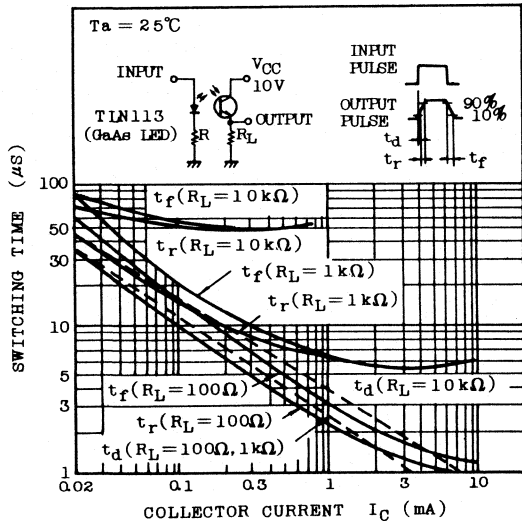 Ta = 25℃
INPUT
VCC
10V
OUTPUT
TLN113
(GaAs LED)
R
RL
INPUT
PULSE
OUTPUT
PULSE
90%
10%
td
tr
tf
SWITCHING TIME (μS)
100
50
30
10
5
3
1
tf(RL=10kΩ)
tr(RL=10kΩ)
tf(RL=1kΩ)
tr(RL=1kΩ)
tf(RL=100Ω)
td(RL=10kΩ)
tr(RL=100Ω)
td(RL=100Ω,1kΩ)
0.02
0.1
0.3
1
3
10
COLLECTOR CURRENT IC (mA)